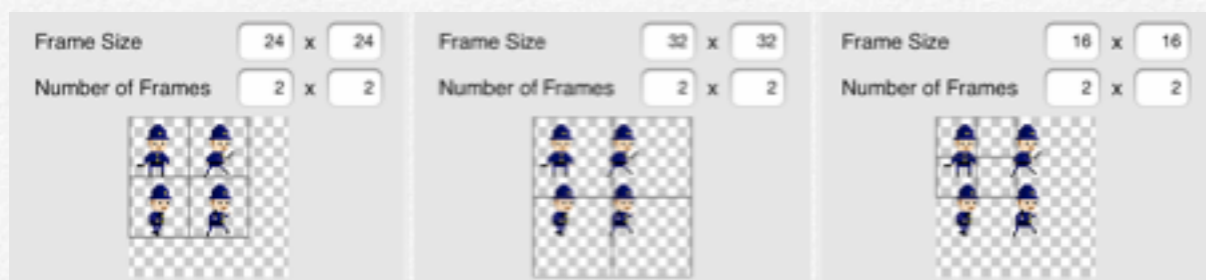 Frame Size 24 x 24
Number of Frames 2 x 2
Frame Size 32 x 32
Number of Frames 2 x 2
Frame Size 16 x 16
Number of Frames 2 x 2